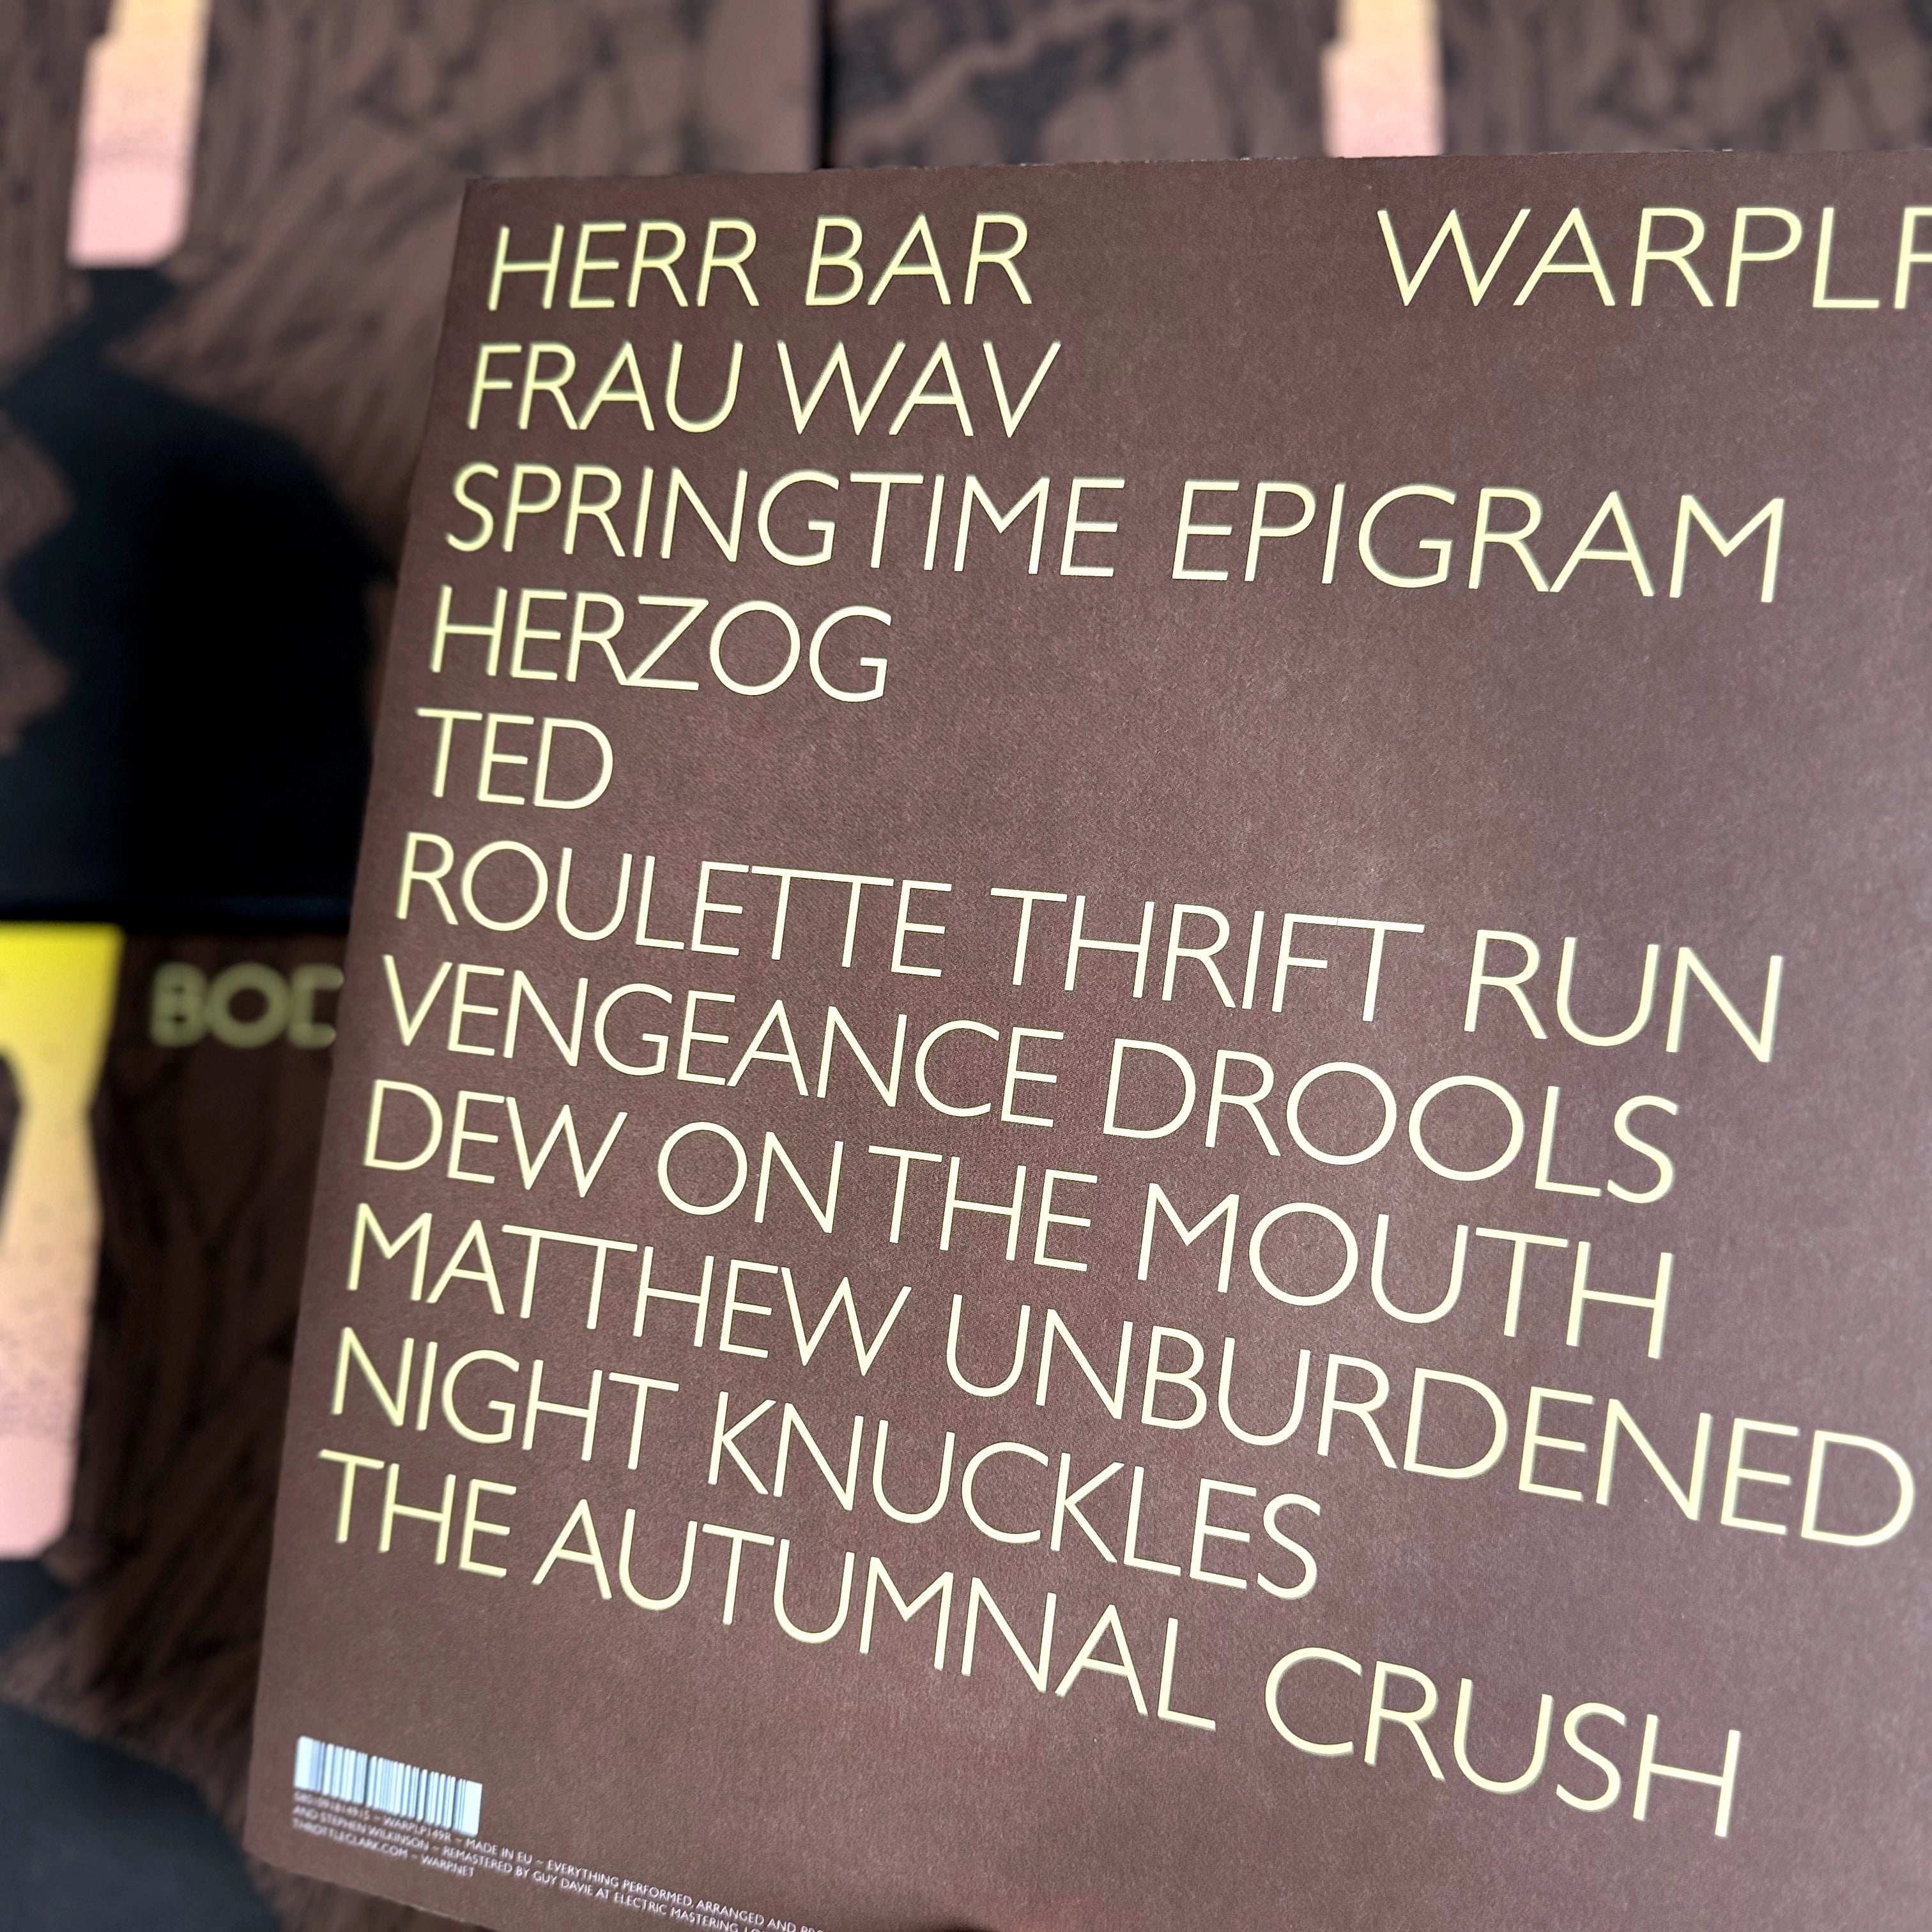 HERR BAR
WARPLP
FRAU WAV
SPRINGTIME EPIGRAM
HERZOG
TED
ROULETTE THRIFT RUN
VENGEANCE DROOLS
DEW ON THE MOUTH
MATTHEW UNBURDENED
NIGHT KNUCKLES
THE AUTUMNAL CRUSH
BOD
WARPLP149R – MADE IN EU – EVERYTHING PERFORMED, ARRANGED AND
AND STEPHEN WILKINSON – REMASTERED BY GUY DAVIE AT ELECTRIC MASTERING,
THROTTLECLARK.COM – WARP.NET